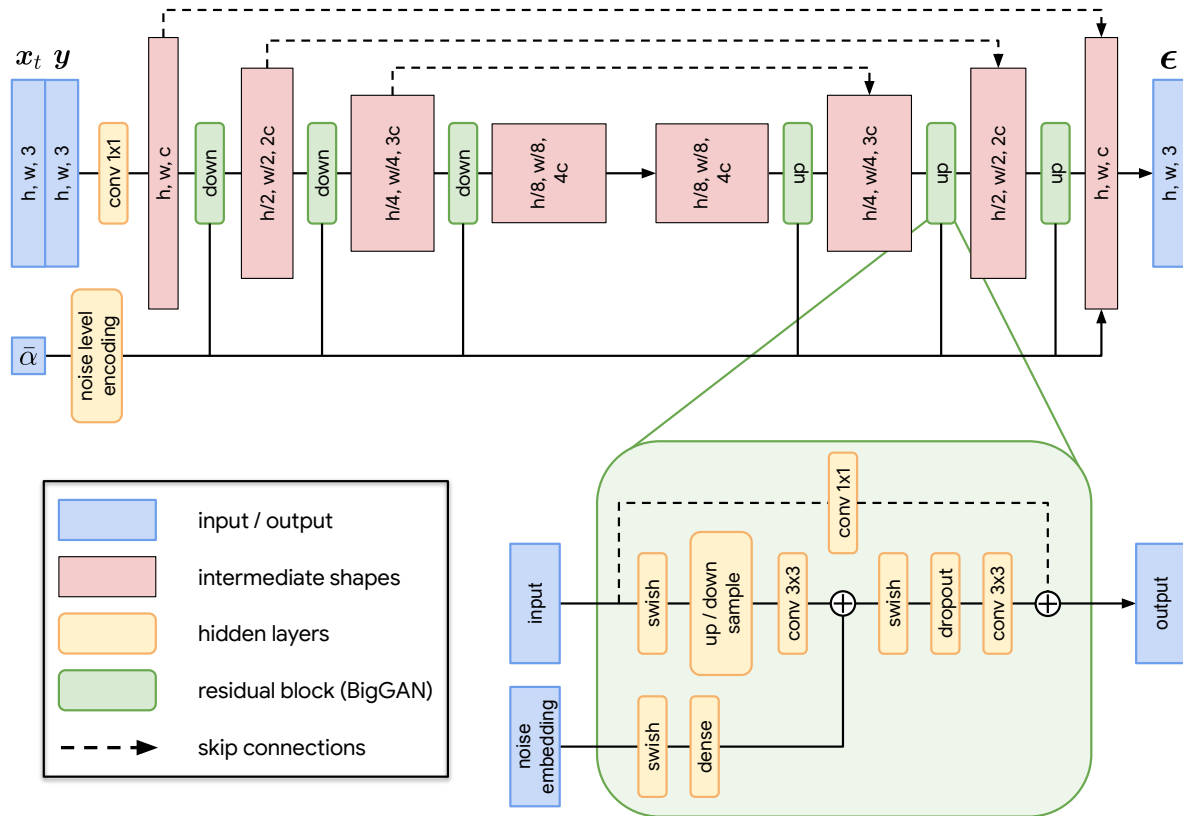 x_t y
h, w, 3
h, w, 3
conv 1x1
h, w, c
down
h/2, w/2, 2c
down
h/4, w/4, 3c
down
h/8, w/8,
4c
h/8, w/8,
4c
up
h/4, w/4, 3c
up
h/2, w/2, 2c
up
h, w, c
ϵ
h, w, 3
ᾱ
noise level
encoding
input / output
intermediate shapes
hidden layers
residual block (BigGAN)
skip connections
input
swish
up / down
sample
conv 3x3
conv 1x1
swish
dropout
conv 3x3
output
noise
embedding
swish
dense